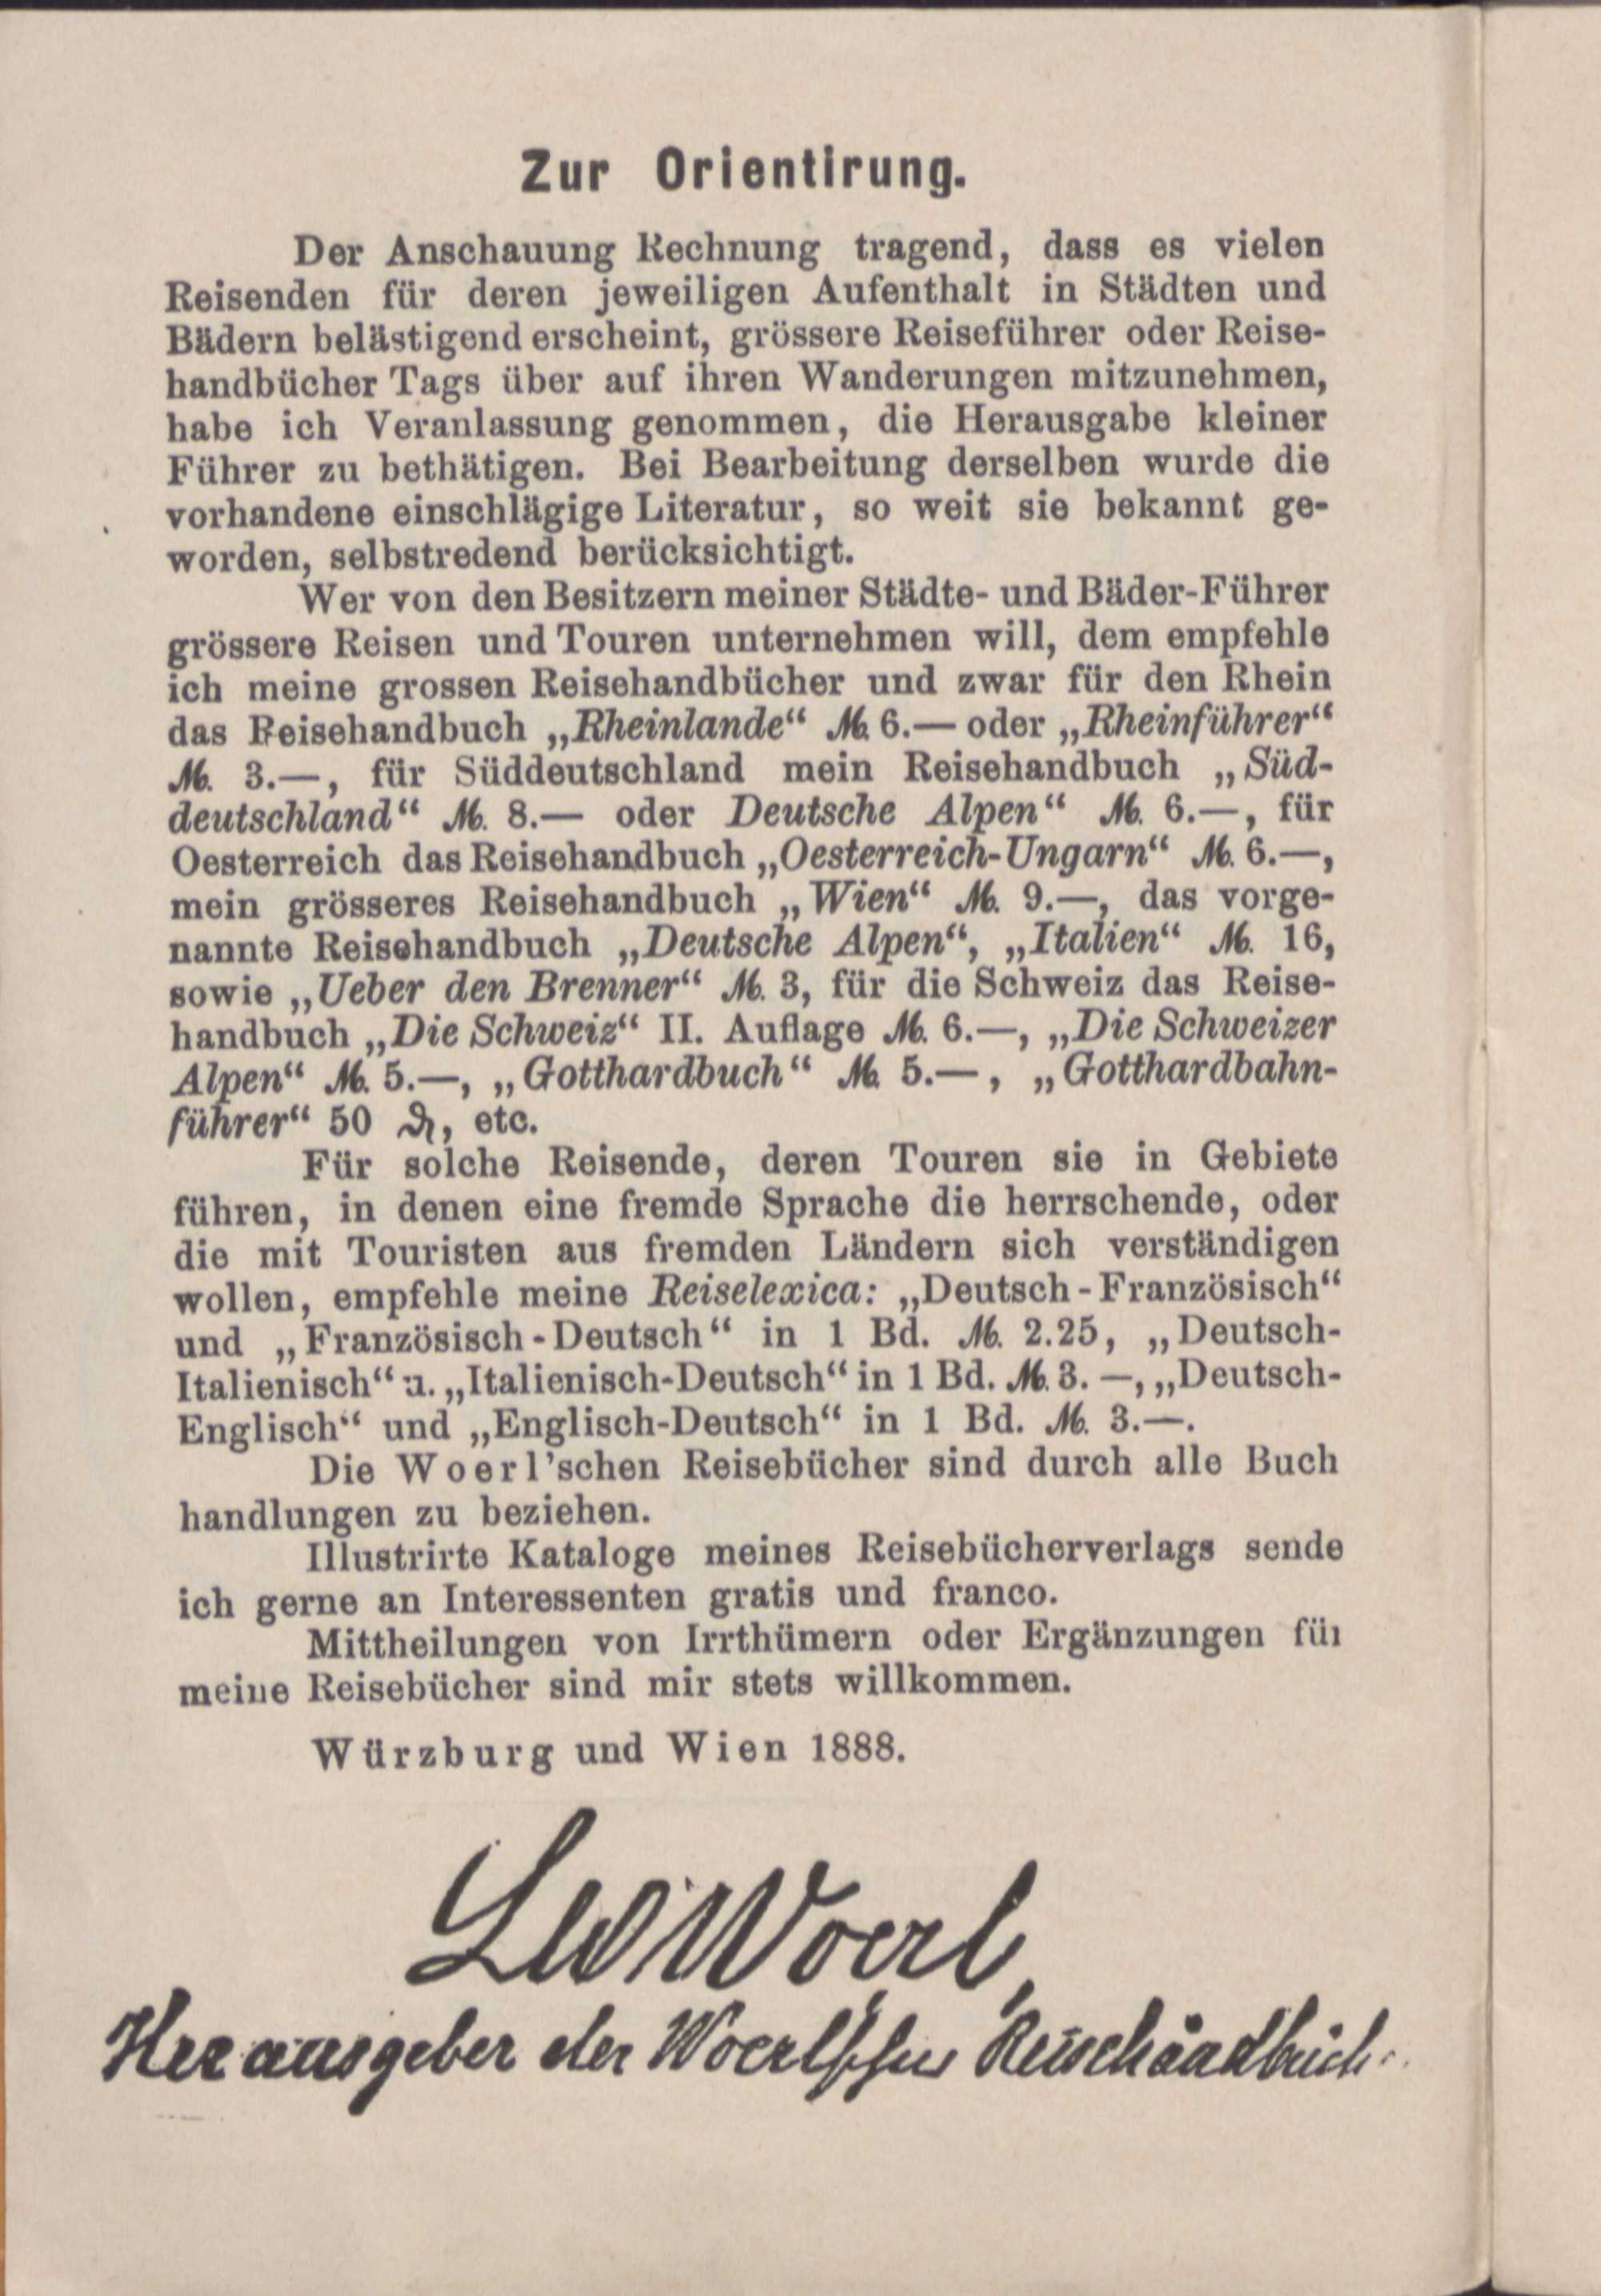 Zur Orientirung.
Der Anschauung Rechnung tragend, dass es vielen
Reisenden für deren jeweiligen Aufenthalt in Städten und
Bädern belästigend erscheint, grössere Reiseführer oder Reise-
handbücher Tags über auf ihren Wanderungen mitzunehmen,
habe ich Veranlassung genommen, die Herausgabe kleiner
Führer zu bethätigen. Bei Bearbeitung derselben wurde die
vorhandene einschlägige Literatur, so weit sie bekannt ge-
worden, selbstredend berücksichtigt.
Wer von den Besitzern meiner Städte- und Bäder-Führer
grössere Reisen und Touren unternehmen will, dem empfehle
ich meine grossen Reisehandbücher und zwar für den Rhein
das Reisehandbuch „Rheinlande“ M. 6.— oder „Rheinführer“
M. 3.—, für Süddeutschland mein Reisehandbuch „Süd-
deutschland“ M. 8.— oder Deutsche Alpen“ M. 6.—, für
Oesterreich das Reisehandbuch „Oesterreich-Ungarn“ M. 6.—,
mein grösseres Reisehandbuch „Wien“ M. 9.—, das vorge-
nannte Reisehandbuch „Deutsche Alpen“, „Italien“ M. 16,
sowie „Ueber den Brenner“ M. 3, für die Schweiz das Reise-
handbuch „Die Schweiz“ II. Auflage M. 6.—, „Die Schweizer
Alpen“ M. 5.—, „Gotthardbuch“ M. 5.—, „Gotthardbahn-
führer“ 50 ₰, etc.
Für solche Reisende, deren Touren sie in Gebiete
führen, in denen eine fremde Sprache die herrschende, oder
die mit Touristen aus fremden Ländern sich verständigen
wollen, empfehle meine Reiselexica: „Deutsch-Französisch“
und „Französisch-Deutsch“ in 1 Bd. M. 2.25, „Deutsch-
Italienisch“ u. „Italienisch-Deutsch“ in 1 Bd. M. 3. —, „Deutsch-
Englisch“ und „Englisch-Deutsch“ in 1 Bd. M. 3.—.
Die Woerl’schen Reisebücher sind durch alle Buch
handlungen zu beziehen.
Illustrirte Kataloge meines Reisebücherverlags sende
ich gerne an Interessenten gratis und franco.
Mittheilungen von Irrthümern oder Ergänzungen für
meine Reisebücher sind mir stets willkommen.
Würzburg und Wien 1888.
Leo Woerl,
Herausgeber der Woerl'schen